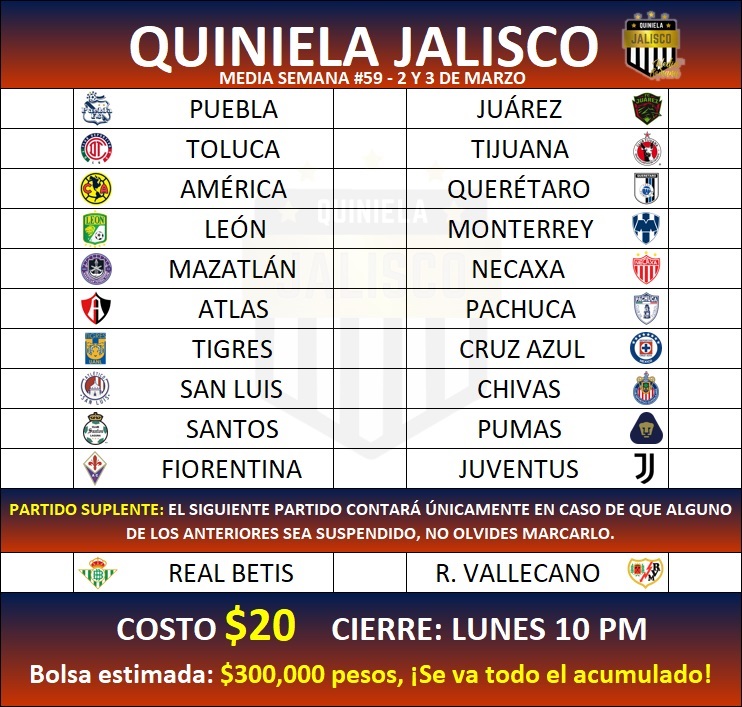 QUINIELA JALISCO
MEDIA SEMANA #59 - 2 Y 3 DE MARZO
QUINIELA
JALISCO
PUEBLA JUÁREZ
TOLUCA TIJUANA
AMÉRICA QUERÉTARO
QUINIELA
LEÓN MONTERREY
MAZATLÁN NECAXA
JALISCO
ATLAS PACHUCA
TIGRES CRUZ AZUL
SAN LUIS CHIVAS
SANTOS PUMAS
FIORENTINA JUVENTUS
PARTIDO SUPLENTE: EL SIGUIENTE PARTIDO CONTARÁ ÚNICAMENTE EN CASO DE QUE ALGUNO
DE LOS ANTERIORES SEA SUSPENDIDO, NO OLVIDES MARCARLO.
REAL BETIS R. VALLECANO
COSTO $20 CIERRE: LUNES 10 PM
Bolsa estimada: $300,000 pesos, ¡Se va todo el acumulado!